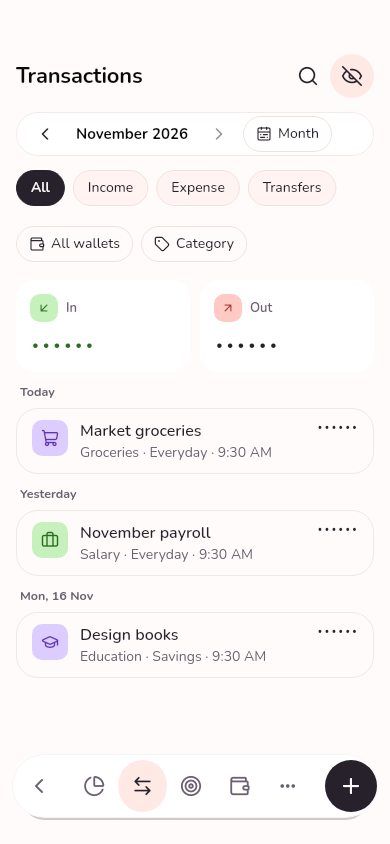 Transactions
November 2026
Month
All
Income
Expense
Transfers
All wallets
Category
In
Out
••••••
••••••
Today
Market groceries
••••••
Groceries · Everyday · 9:30 AM
Yesterday
November payroll
••••••
Salary · Everyday · 9:30 AM
Mon, 16 Nov
Design books
••••••
Education · Savings · 9:30 AM